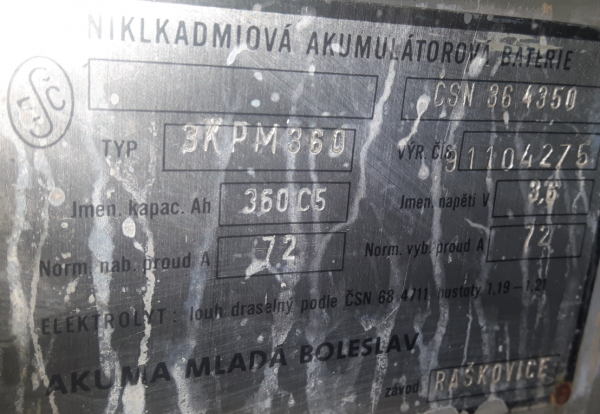 NIKLKADMIOVÁ AKUMULÁTOROVÁ BATERIE
EŠČ
ČSN 36 4350
TYP 3KPM360 VÝR. ČÍS. 91104275
Jmen. kapac. Ah 360 C5 Jmen. napětí V 3,6
Norm. nab. proud A 72 Norm. vyb. proud A 72
ELEKTROLYT: louh draselný podle ČSN 68 4711 hustoty 1,19 - 1,21
AKUMA MLADÁ BOLESLAV
závod RAŠKOVICE